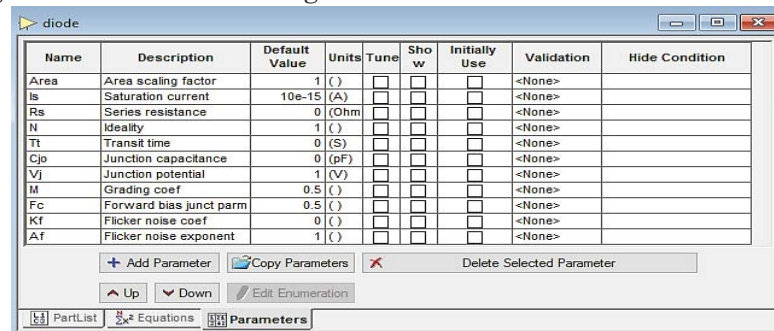 diode
Name Description Default Value Units Tune Show Initially Use Validation Hide Condition
Area Area scaling factor 1 ( ) <None>
Is Saturation current 10e-15 (A) <None>
Rs Series resistance 0 (Ohm <None>
N Ideality 1 ( ) <None>
Tt Transit time 0 (S) <None>
Cjo Junction capacitance 0 (pF) <None>
Vj Junction potential 1 (V) <None>
M Grading coef 0.5 ( ) <None>
Fc Forward bias junct parm 0.5 ( ) <None>
Kf Flicker noise coef 0 ( ) <None>
Af Flicker noise exponent 1 ( ) <None>
Add Parameter Copy Parameters Delete Selected Parameter
Up Down Edit Enumeration
PartList Equations Parameters